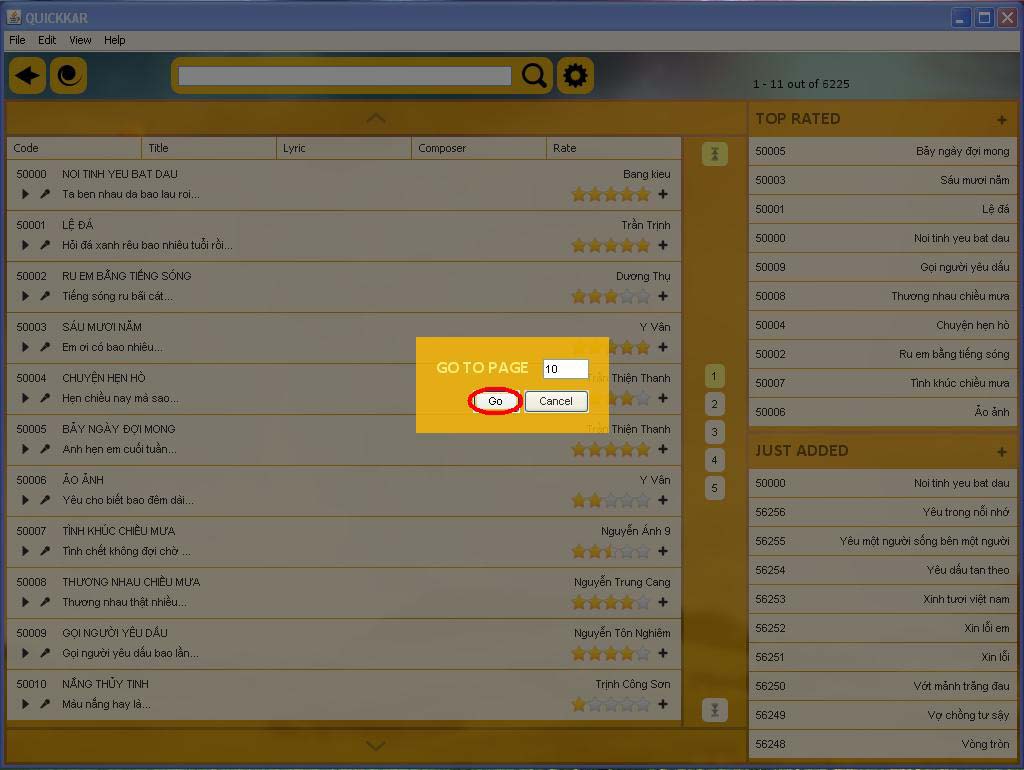 QUICKKAR
File Edit View Help
1 - 11 out of 6225
Code Title Lyric Composer Rate
50000 NOI TINH YEU BAT DAU Bang kieu
Ta ben nhau da bao lau roi...
50001 LỆ ĐÁ Trần Trịnh
Hỏi đá xanh rêu bao nhiêu tuổi rồi...
50002 RU EM BẰNG TIẾNG SÓNG Dương Thụ
Tiếng sóng ru bãi cát...
50003 SÁU MƯƠI NĂM Y Vân
Em ơi có bao nhiêu...
50004 CHUYỆN HẸN HÒ Trần Thiện Thanh
Hẹn chiều nay mà sao...
50005 BẢY NGÀY ĐỢI MONG Trần Thiện Thanh
Anh hẹn em cuối tuần...
50006 ẢO ẢNH Y Vân
Yêu cho biết bao đêm dài...
50007 TÌNH KHÚC CHIỀU MƯA Nguyễn Ánh 9
Tình chết không đợi chờ ...
50008 THƯƠNG NHAU CHIỀU MƯA Nguyễn Trung Cang
Thương nhau thật nhiều...
50009 GỌI NGƯỜI YÊU DẤU Nguyễn Tôn Nghiêm
Gọi người yêu dấu bao lần...
50010 NẮNG THỦY TINH Trịnh Công Sơn
Màu nắng hay là...
GO TO PAGE 10
Go Cancel
1
2
3
4
5
TOP RATED
50005 Bảy ngày đợi mong
50003 Sáu mươi năm
50001 Lệ đá
50000 Noi tinh yeu bat dau
50009 Gọi người yêu dấu
50008 Thương nhau chiều mưa
50004 Chuyện hẹn hò
50002 Ru em bằng tiếng sóng
50007 Tình khúc chiều mưa
50006 Ảo ảnh
JUST ADDED
50000 Noi tinh yeu bat dau
56256 Yêu trong nỗi nhớ
56255 Yêu một người sống bên một người
56254 Yêu dấu tan theo
56253 Xinh tươi việt nam
56252 Xin lỗi em
56251 Xin lỗi
56250 Vớt mảnh trăng đau
56249 Vợ chồng tư sậy
56248 Vòng tròn